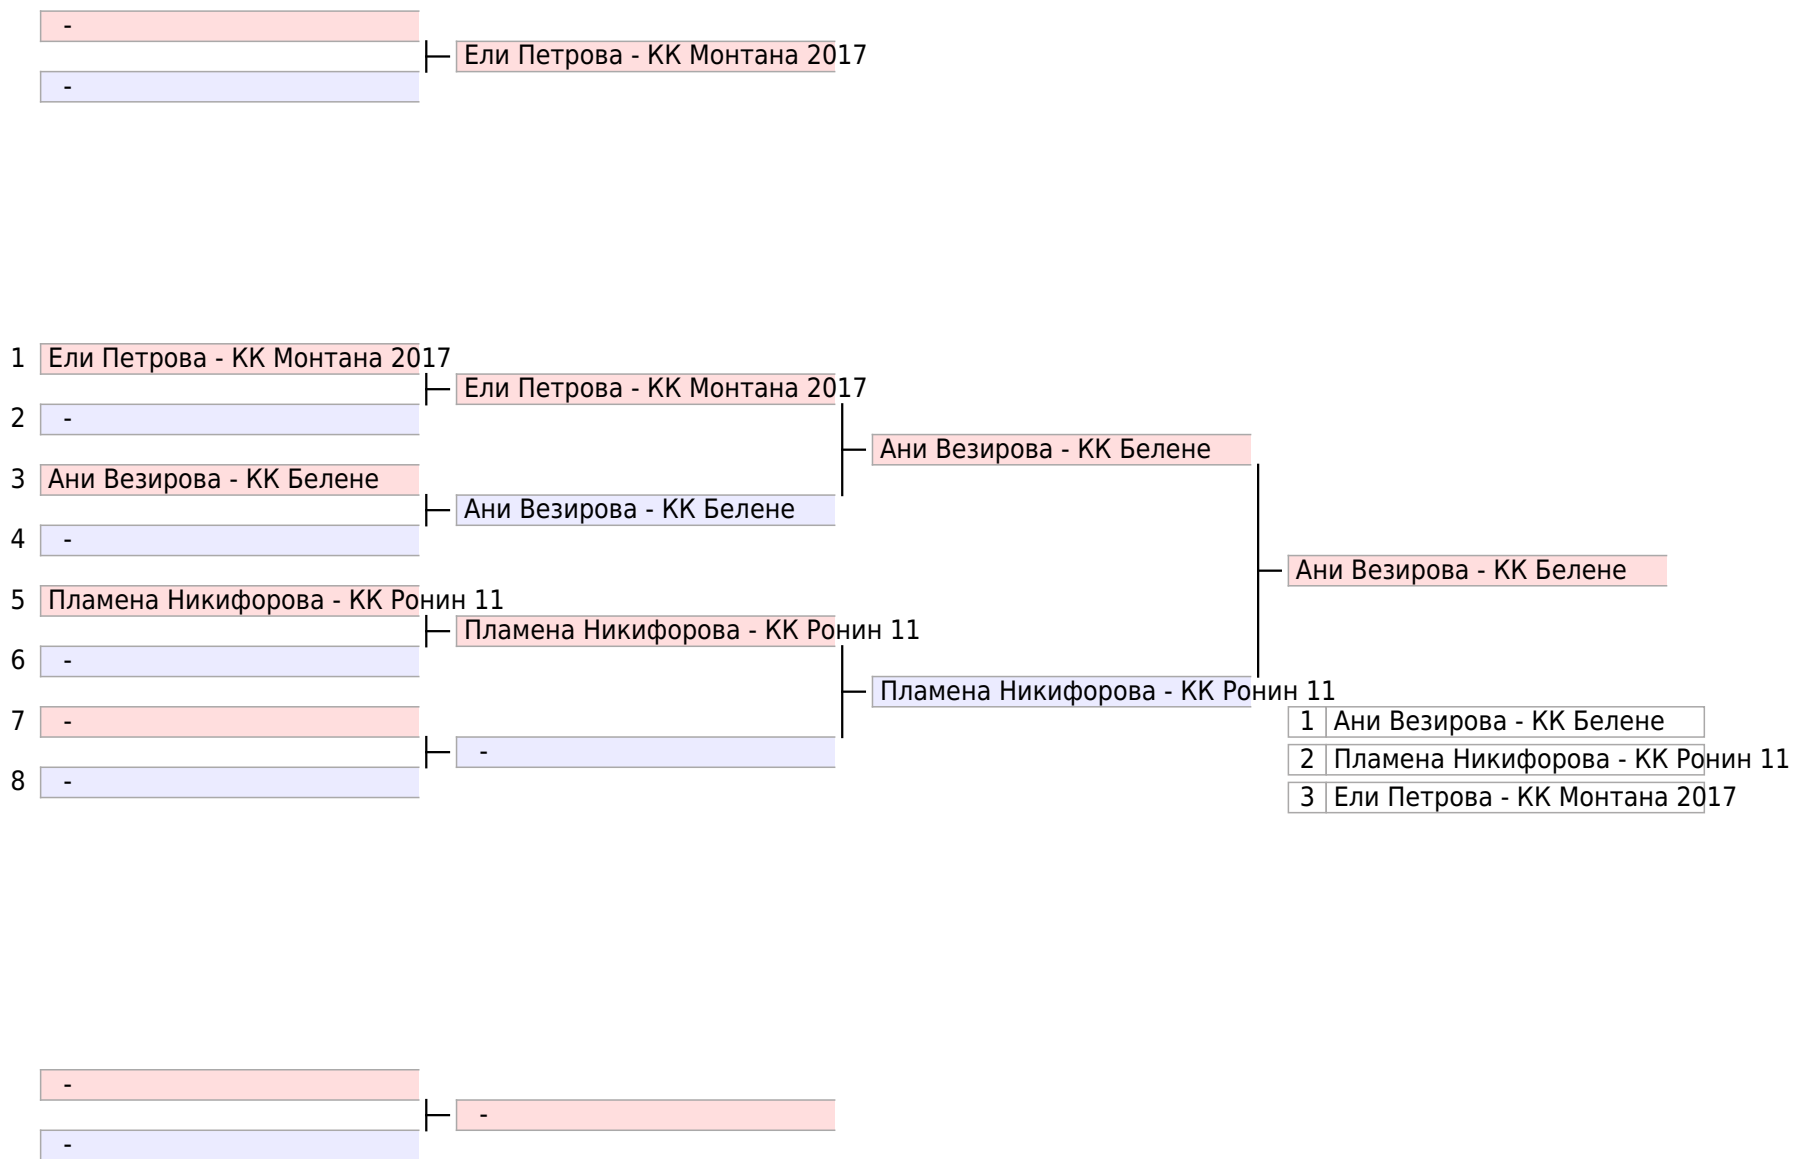 -
Ели Петрова - КК Монтана 2017
-
1 Ели Петрова - КК Монтана 2017
Ели Петрова - КК Монтана 2017
2 -
Ани Везирова - КК Белене
3 Ани Везирова - КК Белене
Ани Везирова - КК Белене
4 -
Ани Везирова - КК Белене
5 Пламена Никифорова - КК Ронин 11
Пламена Никифорова - КК Ронин 11
6 -
Пламена Никифорова - КК Ронин 11
7 -
1 Ани Везирова - КК Белене
-
2 Пламена Никифорова - КК Ронин 11
8 -
3 Ели Петрова - КК Монтана 2017
-
-
-